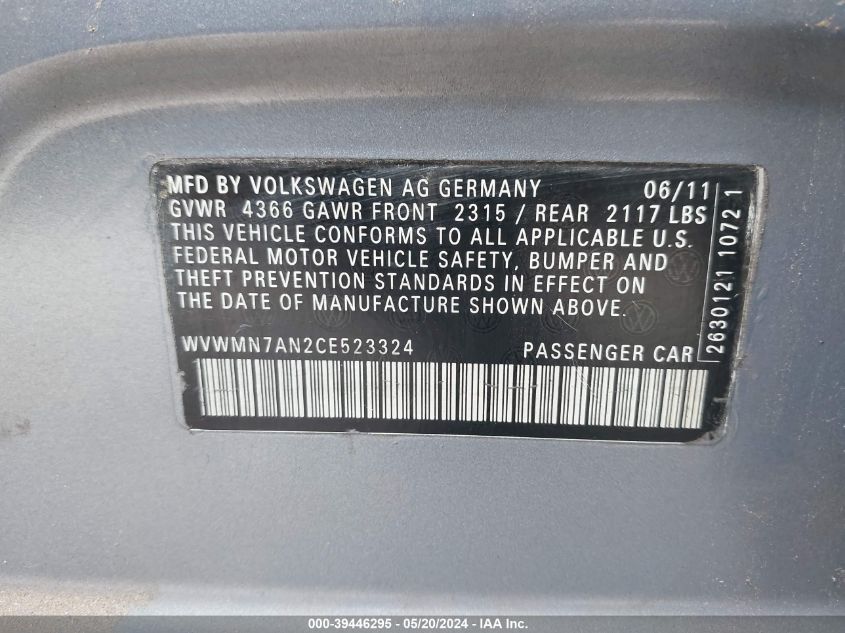 MFD BY VOLKSWAGEN AG GERMANY 06/11
GVWR 4366 GAWR FRONT 2315 / REAR 2117 LBS
THIS VEHICLE CONFORMS TO ALL APPLICABLE U.S.
FEDERAL MOTOR VEHICLE SAFETY, BUMPER AND
THEFT PREVENTION STANDARDS IN EFFECT ON
THE DATE OF MANUFACTURE SHOWN ABOVE.
WVWMN7AN2CE523324 PASSENGER CAR
2630121 1072 1
000-39446295 - 05/20/2024 - IAA Inc.